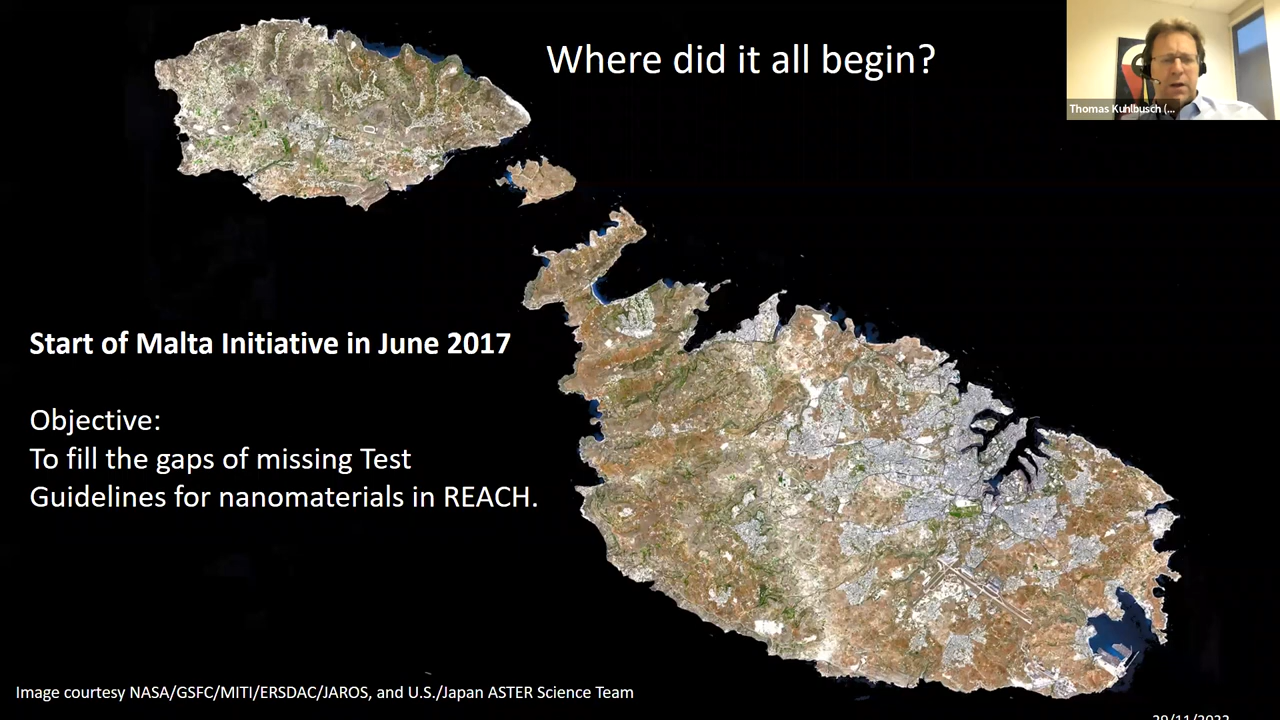 Where did it all begin?
Thomas Kuhlbusch (...
Start of Malta Initiative in June 2017
Objective:
To fill the gaps of missing Test
Guidelines for nanomaterials in REACH.
Image courtesy NASA/GSFC/MITI/ERSDAC/JAROS, and U.S./Japan ASTER Science Team